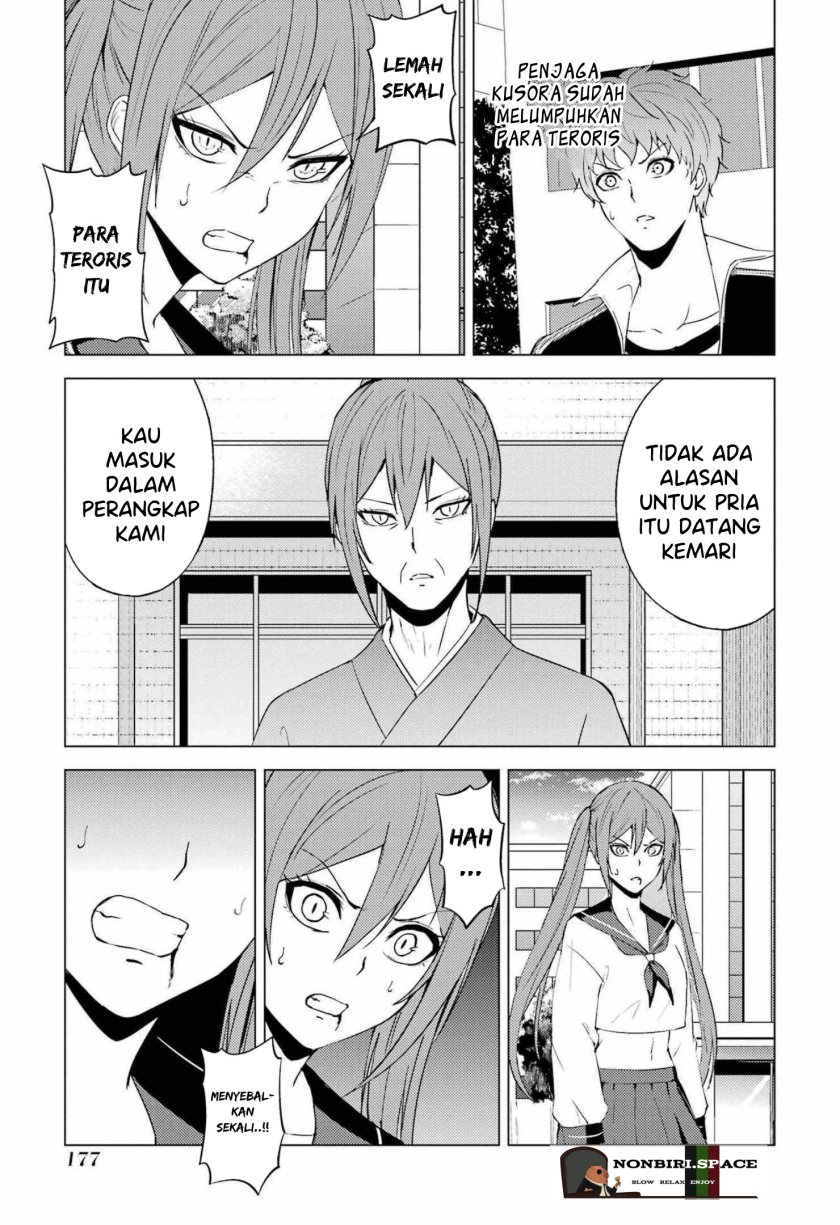 PENJAGA
KUSORA SUDAH
MELUMPUHKAN
PARA TERORIS
LEMAH
SEKALI
PARA
TERORIS
ITU
TIDAK ADA
ALASAN
UNTUK PRIA
ITU DATANG
KEMARI
KAU
MASUK
DALAM
PERANGKAP
KAMI
HAH
...
MENYEBAL-
KAN
SEKALI..!!
177
NONBIRI.SPACE
SLOW RELAX ENJOY